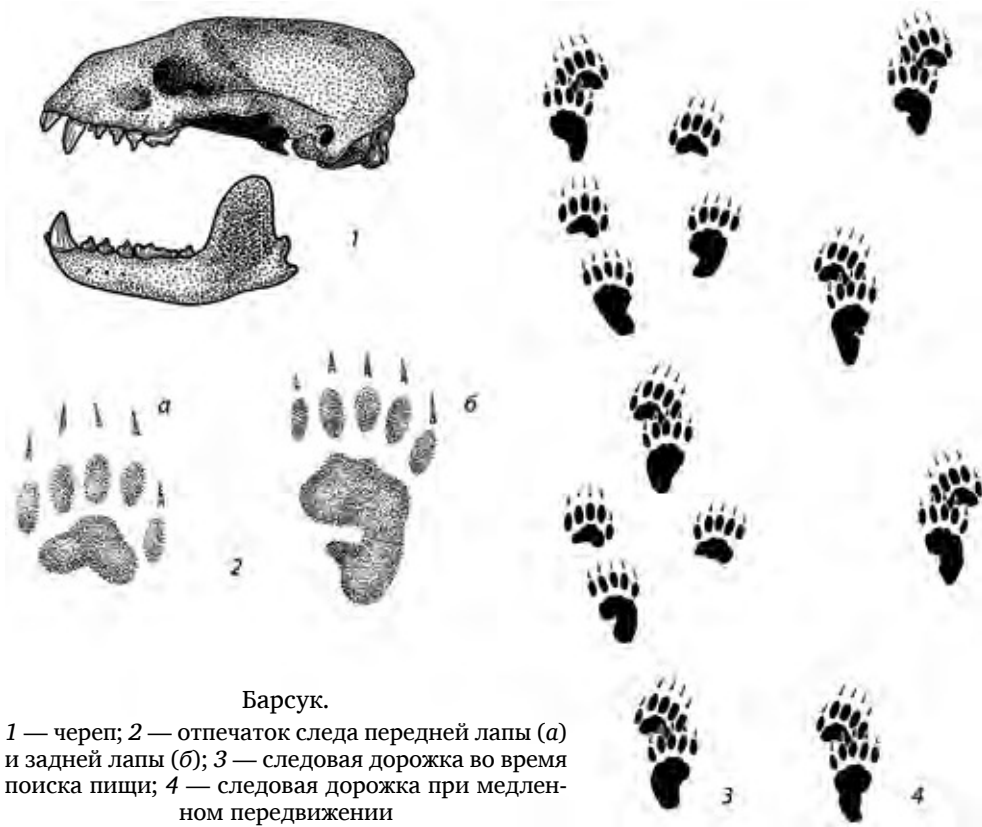 1
а
б
2
3
4
Барсук.
1 — череп; 2 — отпечаток следа передней лапы (а)
и задней лапы (б); 3 — следовая дорожка во время
поиска пищи; 4 — следовая дорожка при медлен-
ном передвижении